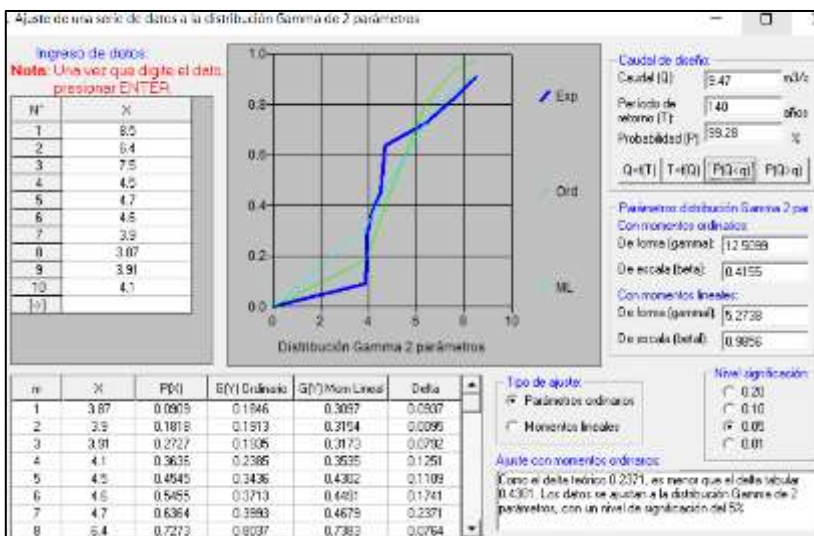 Ajuste de una serie de datos a la distribución Gamma de 2 parámetros
Ingreso de datos:
Nota: Una vez que digite el dato,
presionar ENTER
N° X
1 8.5
2 6.4
3 7.5
4 4.5
5 4.7
6 4.6
7 3.9
8 3.87
9 3.91
10 4.1
(*)
1.0
0.8
0.6
0.4
0.2
0.0
0 2 4 6 8 10
Distribución Gamma 2 parámetros
Exp
Ord
ML
Caudal de diseño:
Caudal (Q): 9.47 m3/s
Período de
retorno (T): 140 años
Probabilidad (P): 99.28 %
Q=f(T) T=f(Q) P(Q<q) P(Q>q)
Parámetros distribución Gamma 2 par
Con momentos ordinarios:
De forma (gamma): 12.5099
De escala (beta): 0.4155
Con momentos lineales:
De forma (gammal): 5.2738
De escala (betal): 0.9856
m X P(X) G(Y) Ordinario G(Y) Mom Lineal Delta
1 3.87 0.0909 0.1846 0.3097 0.0937
2 3.9 0.1818 0.1913 0.3154 0.0095
3 3.91 0.2727 0.1935 0.3173 0.0792
4 4.1 0.3636 0.2385 0.3535 0.1251
5 4.5 0.4545 0.3436 0.4302 0.1109
6 4.6 0.5455 0.3713 0.4491 0.1741
7 4.7 0.6364 0.3993 0.4679 0.2371
8 6.4 0.7273 0.8037 0.7383 0.0764
Tipo de ajuste:
Parámetros ordinarios
Momentos lineales
Nivel significación:
0.20
0.10
0.05
0.01
Ajuste con momentos ordinarios:
Como el delta teórico 0.2371, es menor que el delta tabular
0.4301. Los datos se ajustan a la distribución Gamma de 2
parámetros, con un nivel de significación del 5%